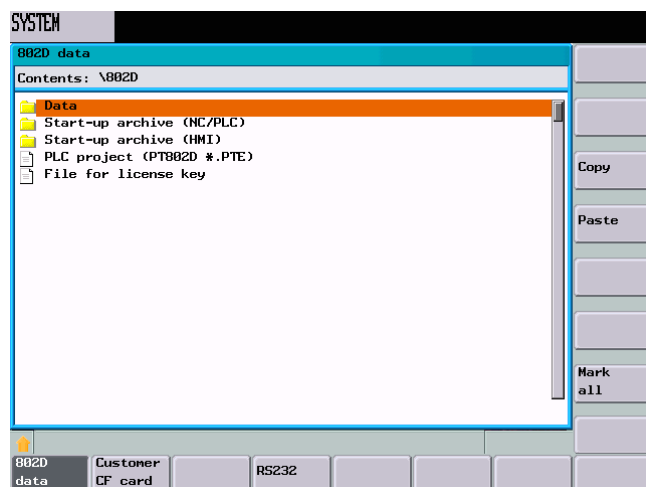 SYSTEM
802D data
Contents: \802D
Data
Start-up archive (NC/PLC)
Start-up archive (HMI)
PLC project (PT802D *.PTE)
File for license key
Copy
Paste
Mark
all
802D
data
Customer
CF card
RS232